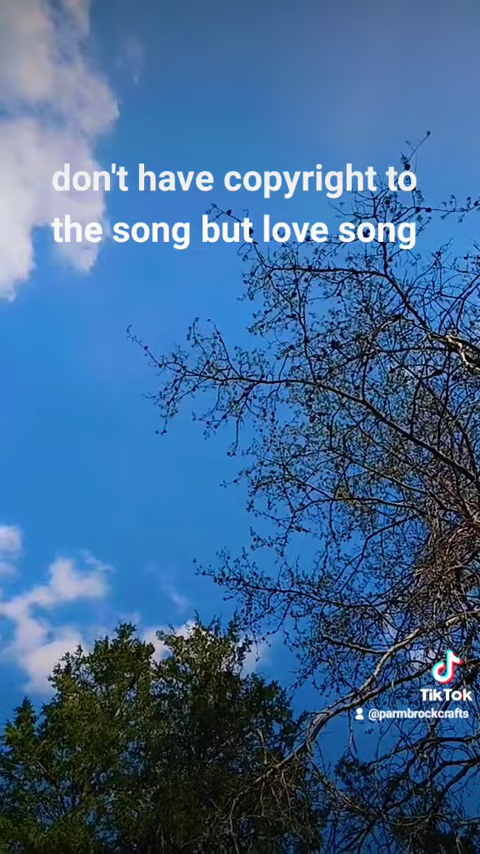 don't have copyright to
the song but love song
TikTok
@parmbrockcrafts